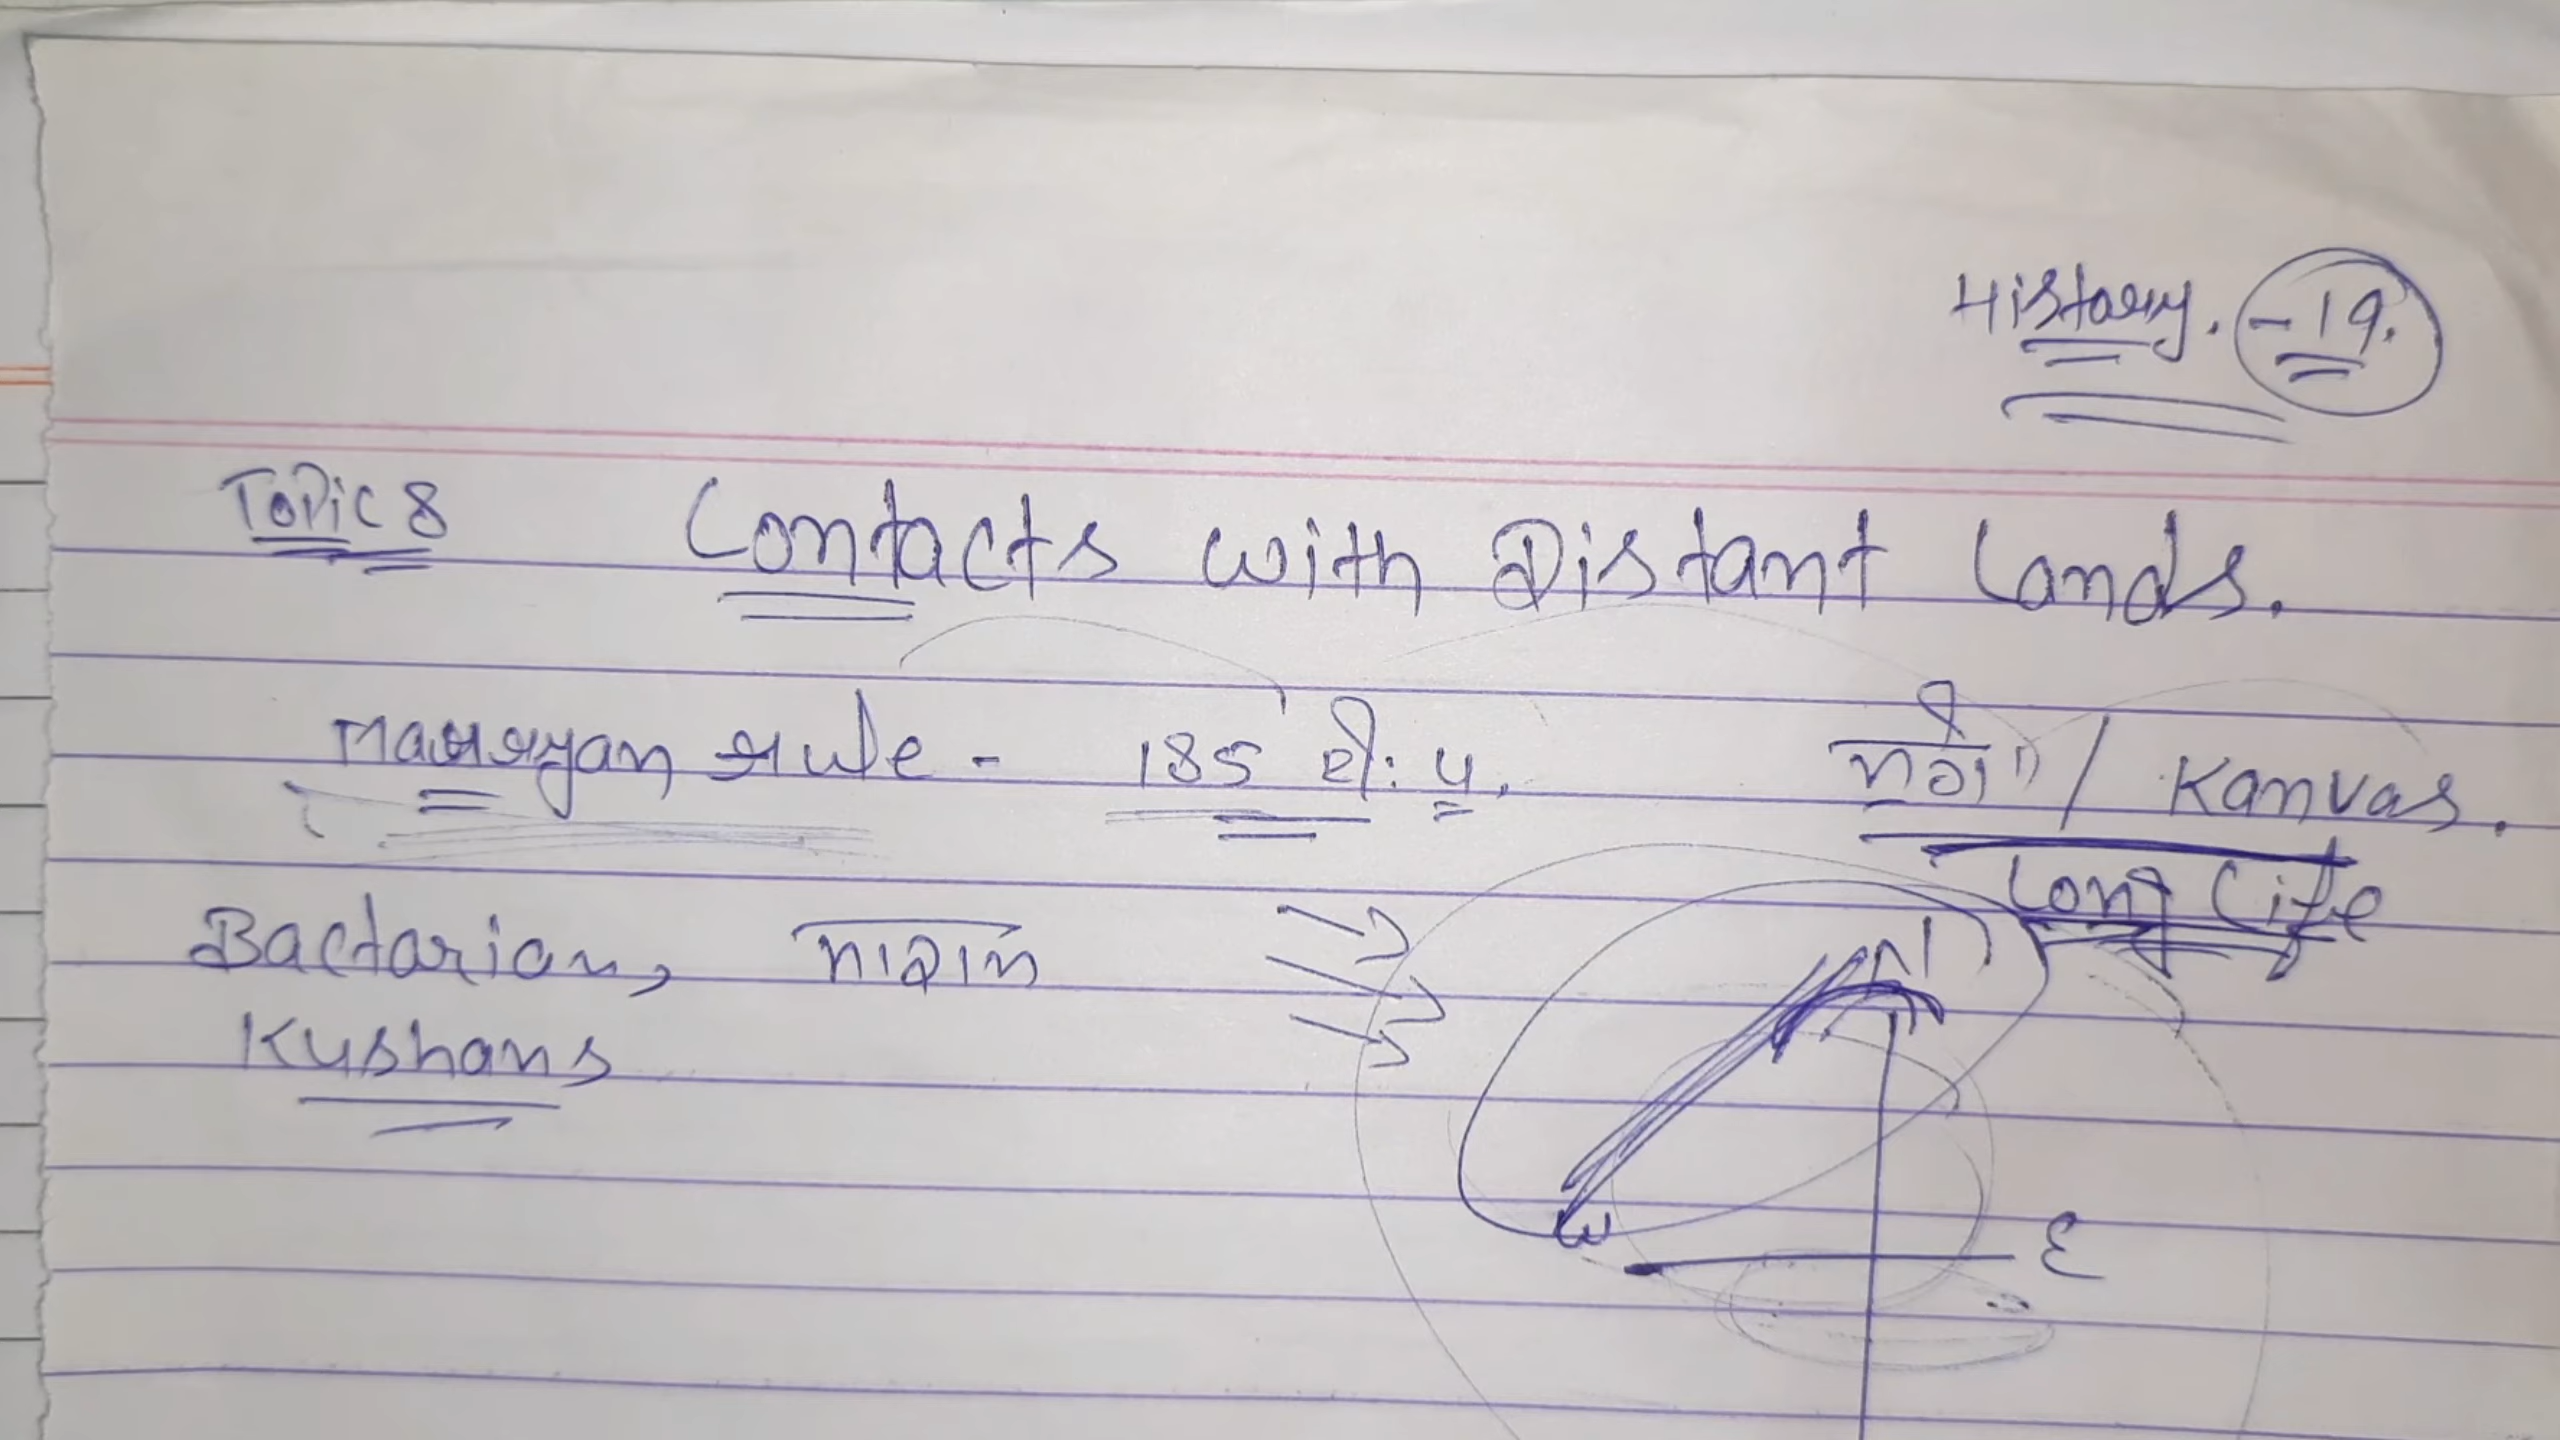 History. -19.
Topic 8 Contacts with Distant Lands.
Mauryan rule - 185 ਈ: ਪੂ. / Kanvas.
Long Life
Bactarian,
Kushans
N
W
E